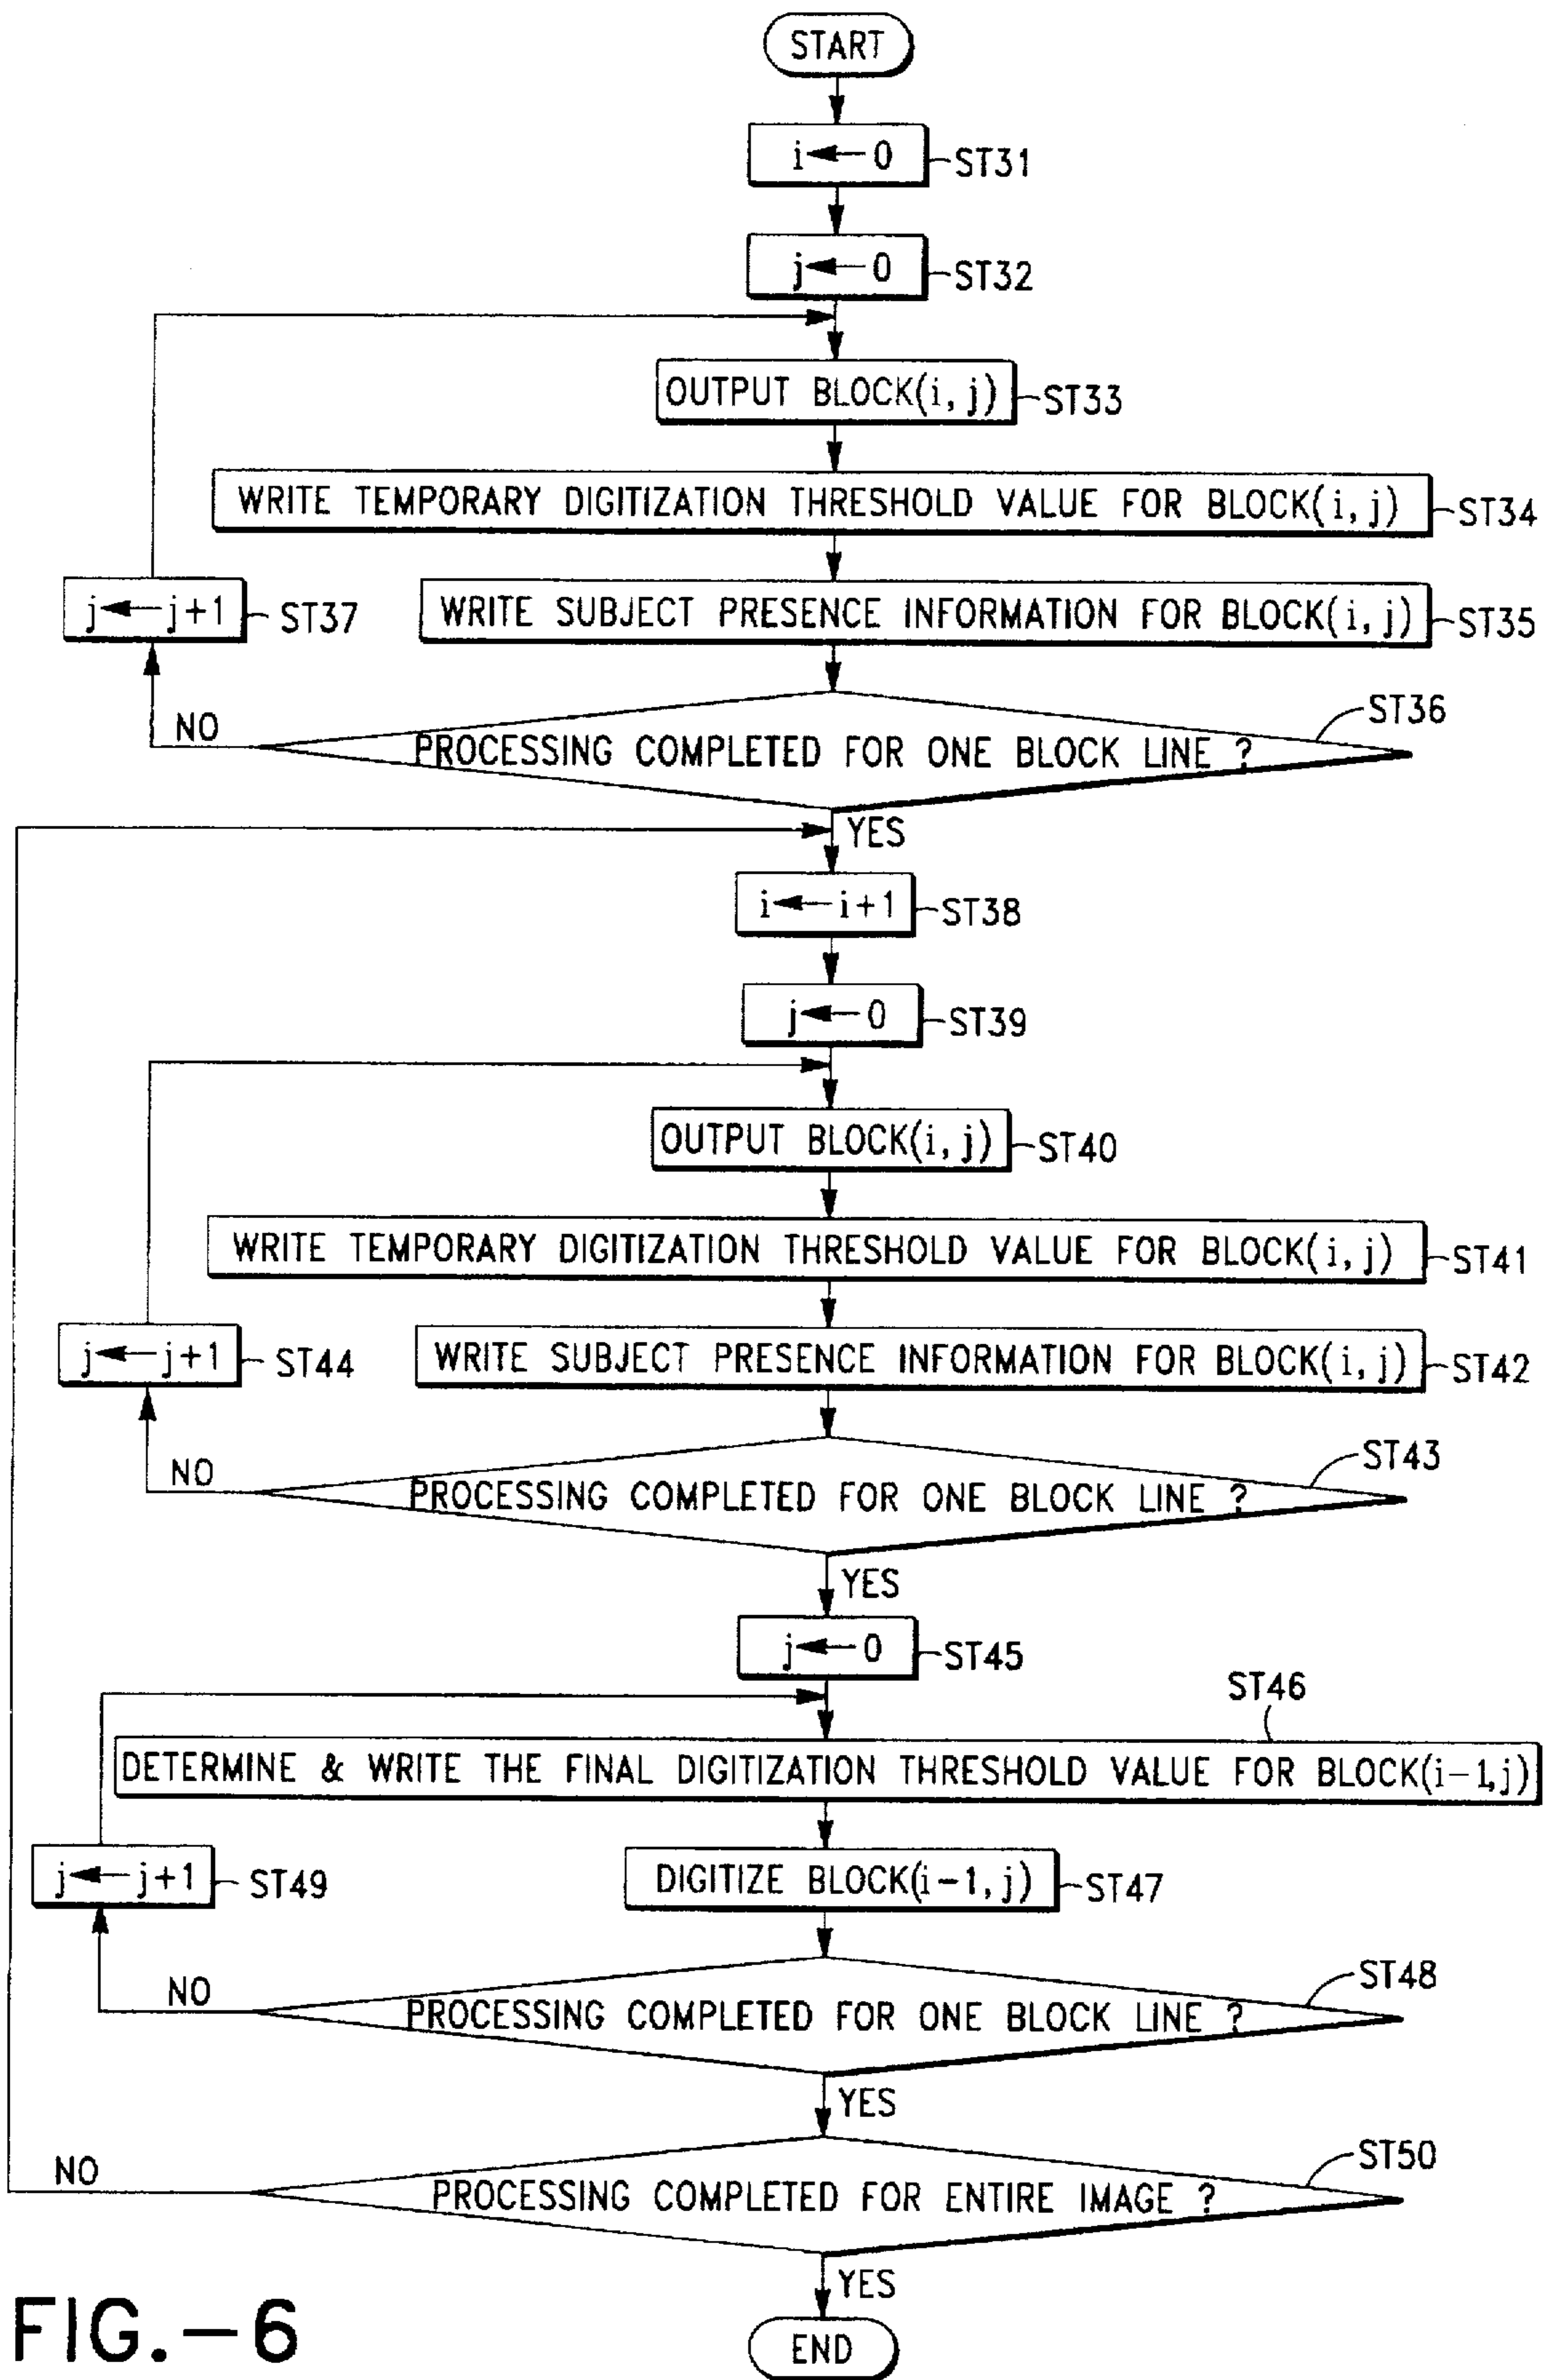 START
i←0 ST31
j←0 ST32
OUTPUT BLOCK(i,j) ST33
WRITE TEMPORARY DIGITIZATION THRESHOLD VALUE FOR BLOCK(i,j) ST34
j←j+1 ST37
WRITE SUBJECT PRESENCE INFORMATION FOR BLOCK(i,j) ST35
ST36
NO
PROCESSING COMPLETED FOR ONE BLOCK LINE ?
YES
i←i+1 ST38
j←0 ST39
OUTPUT BLOCK(i,j) ST40
WRITE TEMPORARY DIGITIZATION THRESHOLD VALUE FOR BLOCK(i,j) ST41
j←j+1 ST44
WRITE SUBJECT PRESENCE INFORMATION FOR BLOCK(i,j) ST42
ST43
NO
PROCESSING COMPLETED FOR ONE BLOCK LINE ?
YES
j←0 ST45
ST46
DETERMINE & WRITE THE FINAL DIGITIZATION THRESHOLD VALUE FOR BLOCK(i-1,j)
j←j+1 ST49
DIGITIZE BLOCK(i-1,j) ST47
ST48
NO
PROCESSING COMPLETED FOR ONE BLOCK LINE ?
YES
ST50
NO
PROCESSING COMPLETED FOR ENTIRE IMAGE ?
YES
END
FIG.-6